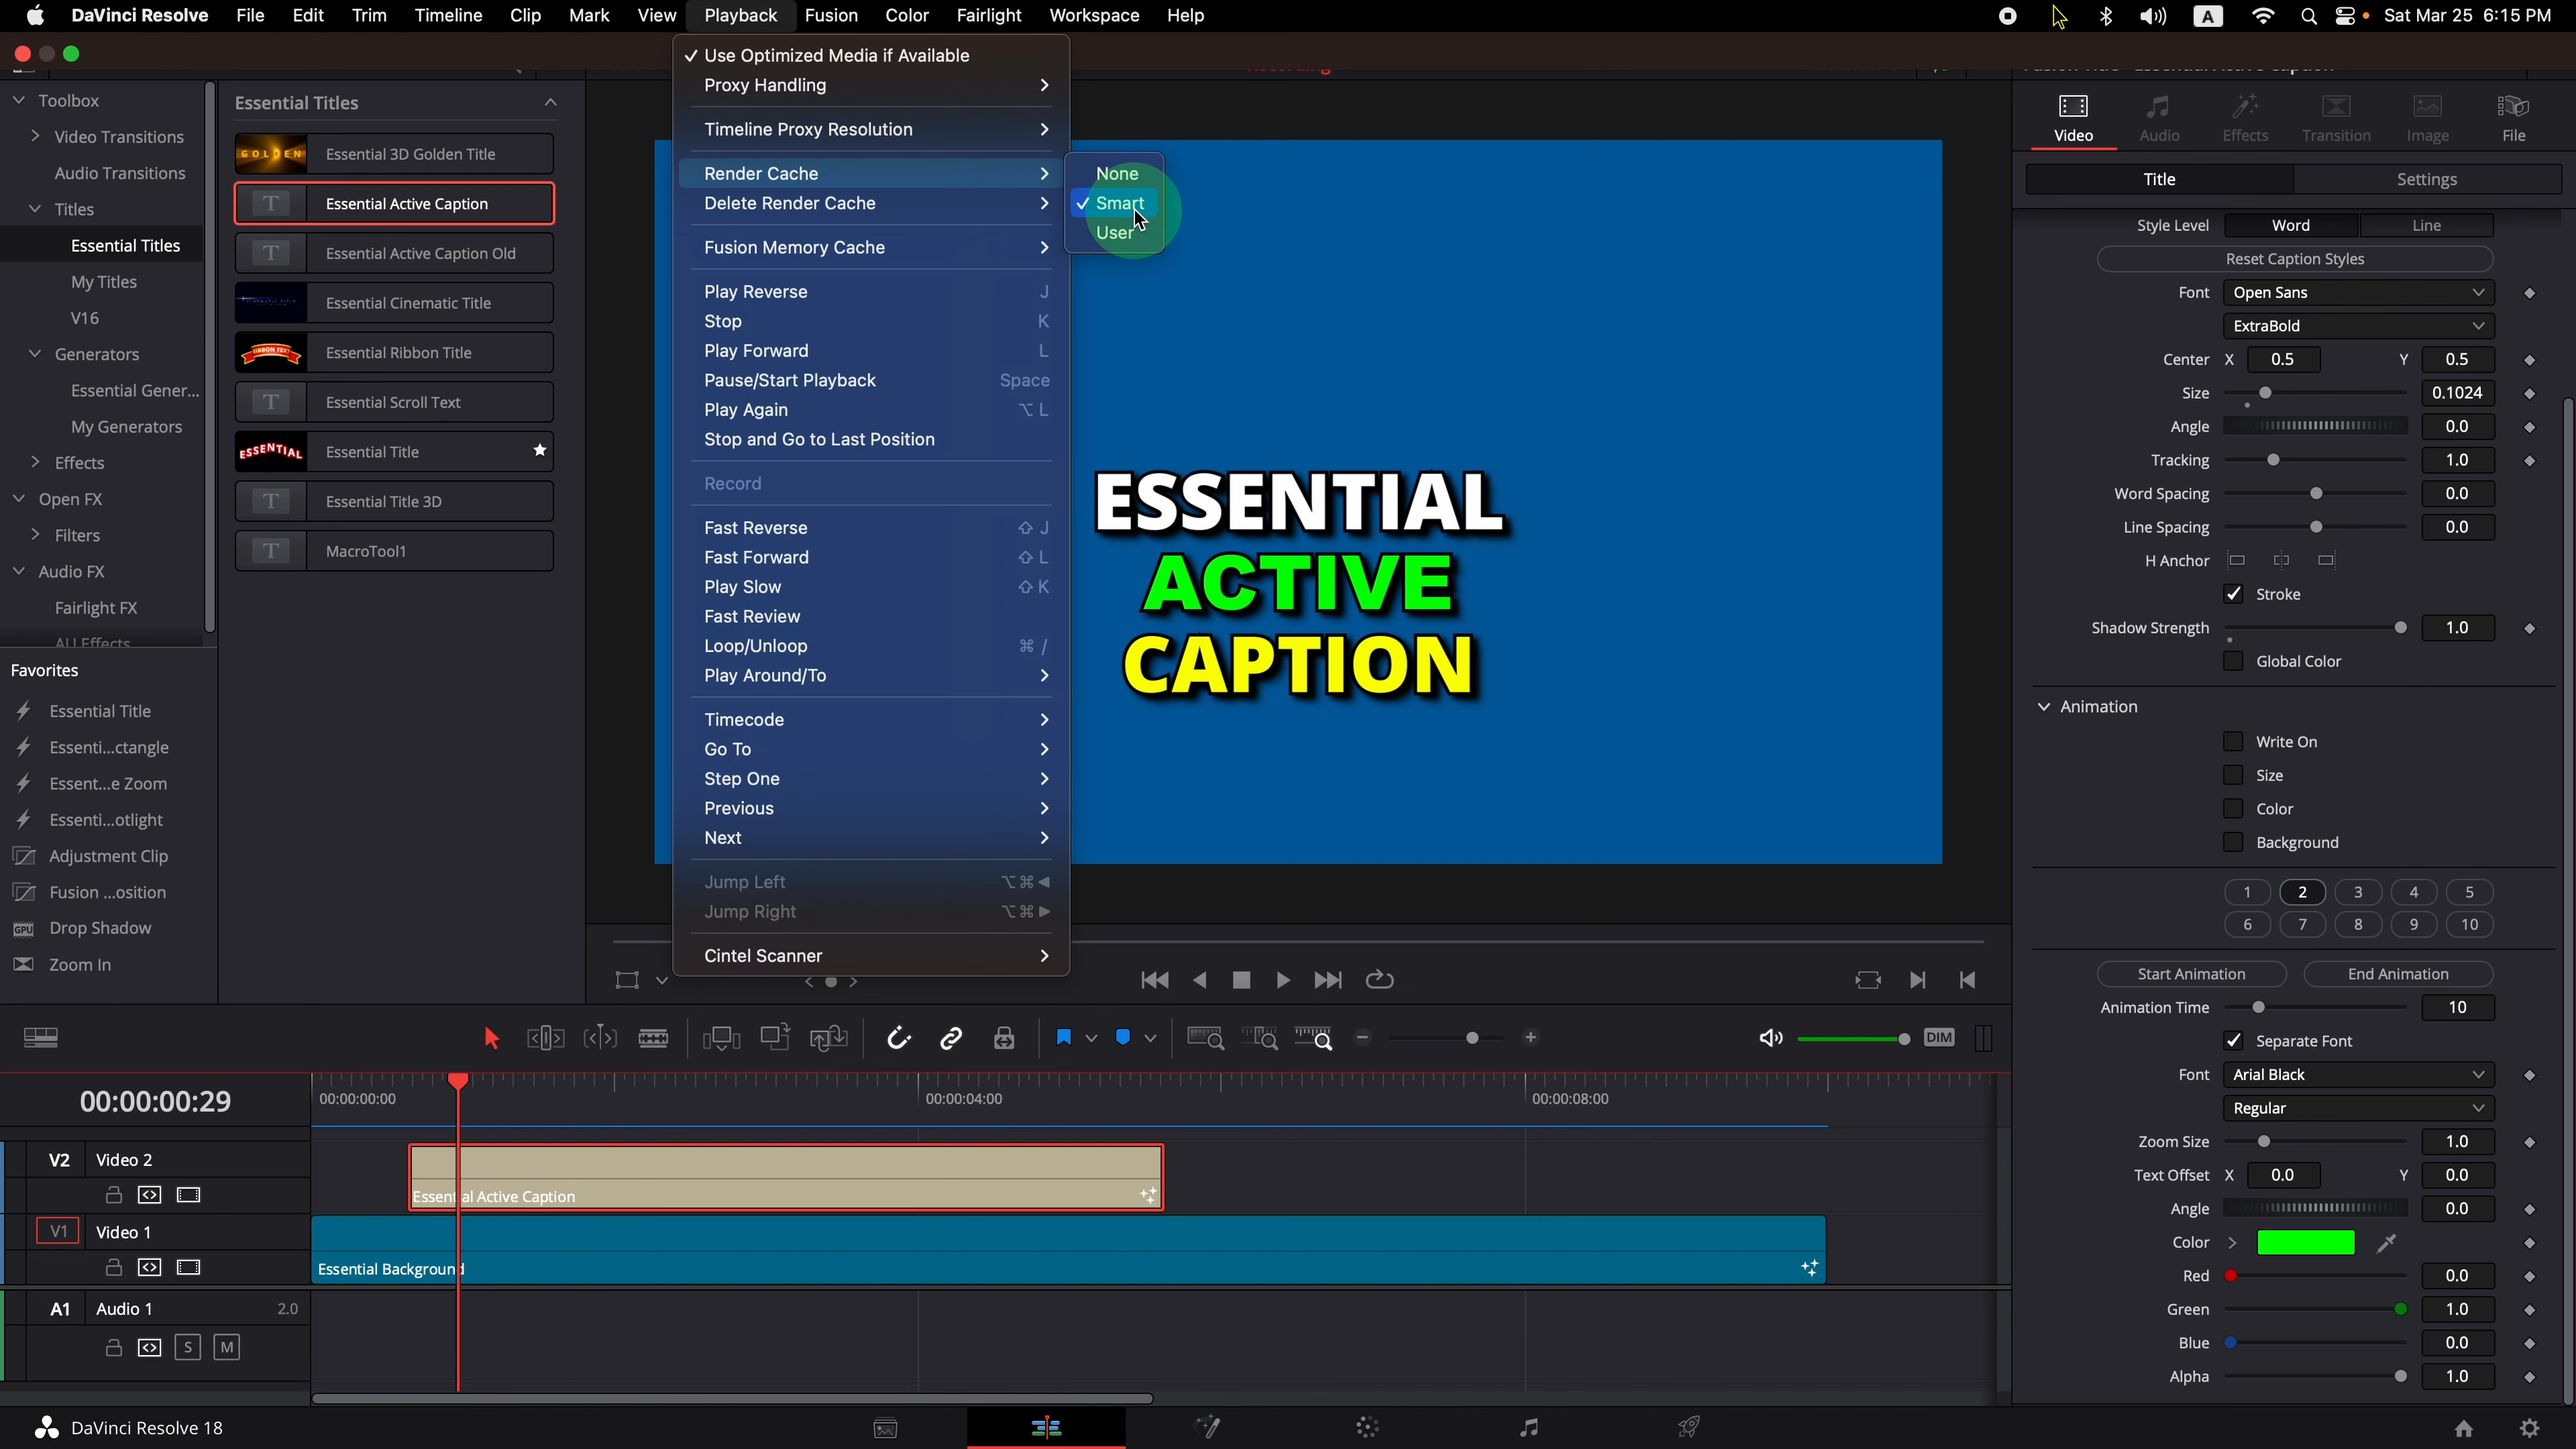 DaVinci Resolve File Edit Trim Timeline Clip Mark View Playback Fusion Color Fairlight Workspace Help A Sat Mar 25 6:15 PM
Toolbox
Video Transitions
Audio Transitions
Titles
Essential Titles
My Titles
V16
Generators
Essential Gener...
My Generators
Effects
Open FX
Filters
Audio FX
Fairlight FX
Favorites
Essential Title
Essenti...ctangle
Essent...e Zoom
Essenti...otlight
Adjustment Clip
Fusion ...osition
GPU Drop Shadow
Zoom In
Essential Titles
GOLDEN Essential 3D Golden Title
T Essential Active Caption
T Essential Active Caption Old
Essential Cinematic Title
RIBBON TEXT Essential Ribbon Title
T Essential Scroll Text
ESSENTIAL Essential Title
T Essential Title 3D
T MacroTool1
Use Optimized Media if Available
Proxy Handling
Timeline Proxy Resolution
Render Cache
Delete Render Cache
Fusion Memory Cache
Play Reverse J
Stop K
Play Forward L
Pause/Start Playback Space
Play Again ⌥ L
Stop and Go to Last Position
Record
Fast Reverse ⇧ J
Fast Forward ⇧ L
Play Slow ⇧ K
Fast Review
Loop/Unloop ⌘ /
Play Around/To
Timecode
Go To
Step One
Previous
Next
Jump Left ⌥⌘◀
Jump Right ⌥⌘▶
Cintel Scanner
None
Smart
User
ESSENTIAL
ACTIVE
CAPTION
Video Audio Effects Transition Image File
Title Settings
Style Level Word Line
Reset Caption Styles
Font Open Sans
ExtraBold
Center X 0.5 Y 0.5
Size 0.1024
Angle 0.0
Tracking 1.0
Word Spacing 0.0
Line Spacing 0.0
H Anchor
Stroke
Shadow Strength 1.0
Global Color
Animation
Write On
Size
Color
Background
1 2 3 4 5
6 7 8 9 10
Start Animation End Animation
Animation Time 10
Separate Font
Font Arial Black
Regular
Zoom Size 1.0
Text Offset X 0.0 Y 0.0
Angle 0.0
Color
Red 0.0
Green 1.0
Blue 0.0
Alpha 1.0
DIM
00:00:00:29
00:00:00:00 00:00:04:00 00:00:08:00
V2 Video 2
Essential Active Caption
V1 Video 1
Essential Background
A1 Audio 1 2.0
S M
DaVinci Resolve 18